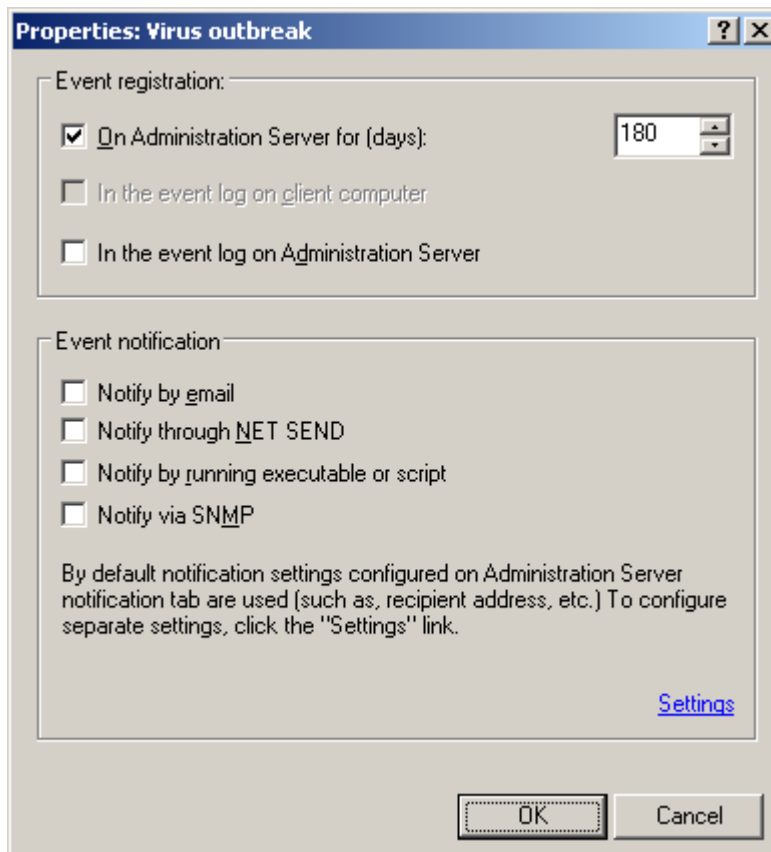 Properties: Virus outbreak
Event registration:
On Administration Server for (days):
180
In the event log on client computer
In the event log on Administration Server
Event notification
Notify by email
Notify through NET SEND
Notify by running executable or script
Notify via SNMP
By default notification settings configured on Administration Server
notification tab are used (such as, recipient address, etc.) To configure
separate settings, click the "Settings" link.
Settings
OK
Cancel